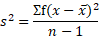 s² = Σf(x − x̄)² / n − 1